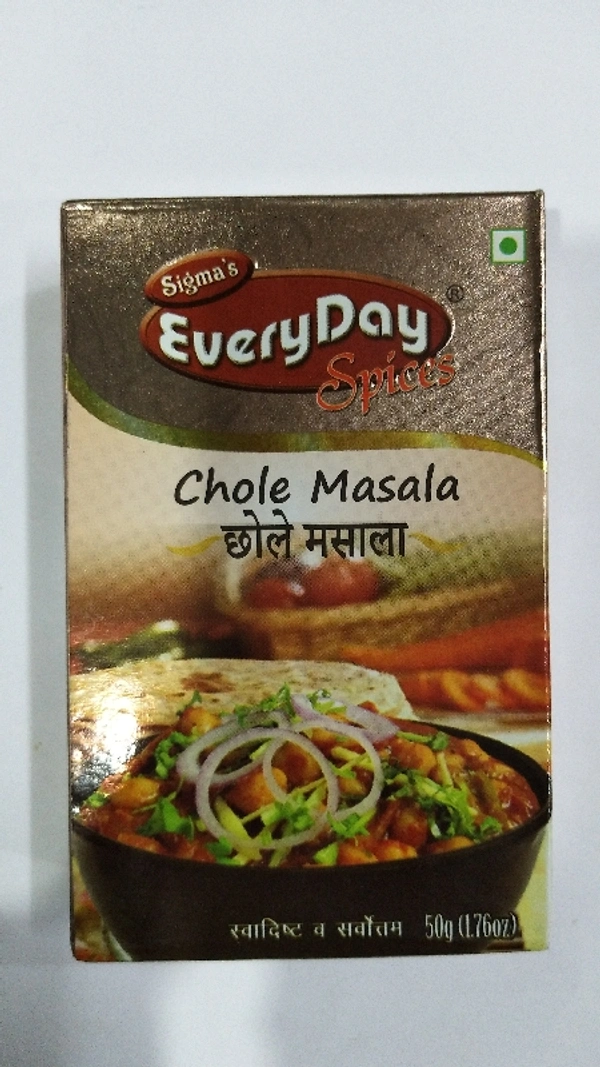 Sigma's
EveryDay ®
Spices
Chole Masala
छोले मसाला
स्वादिष्ट व सर्वोत्तम 50g (1.76oz)